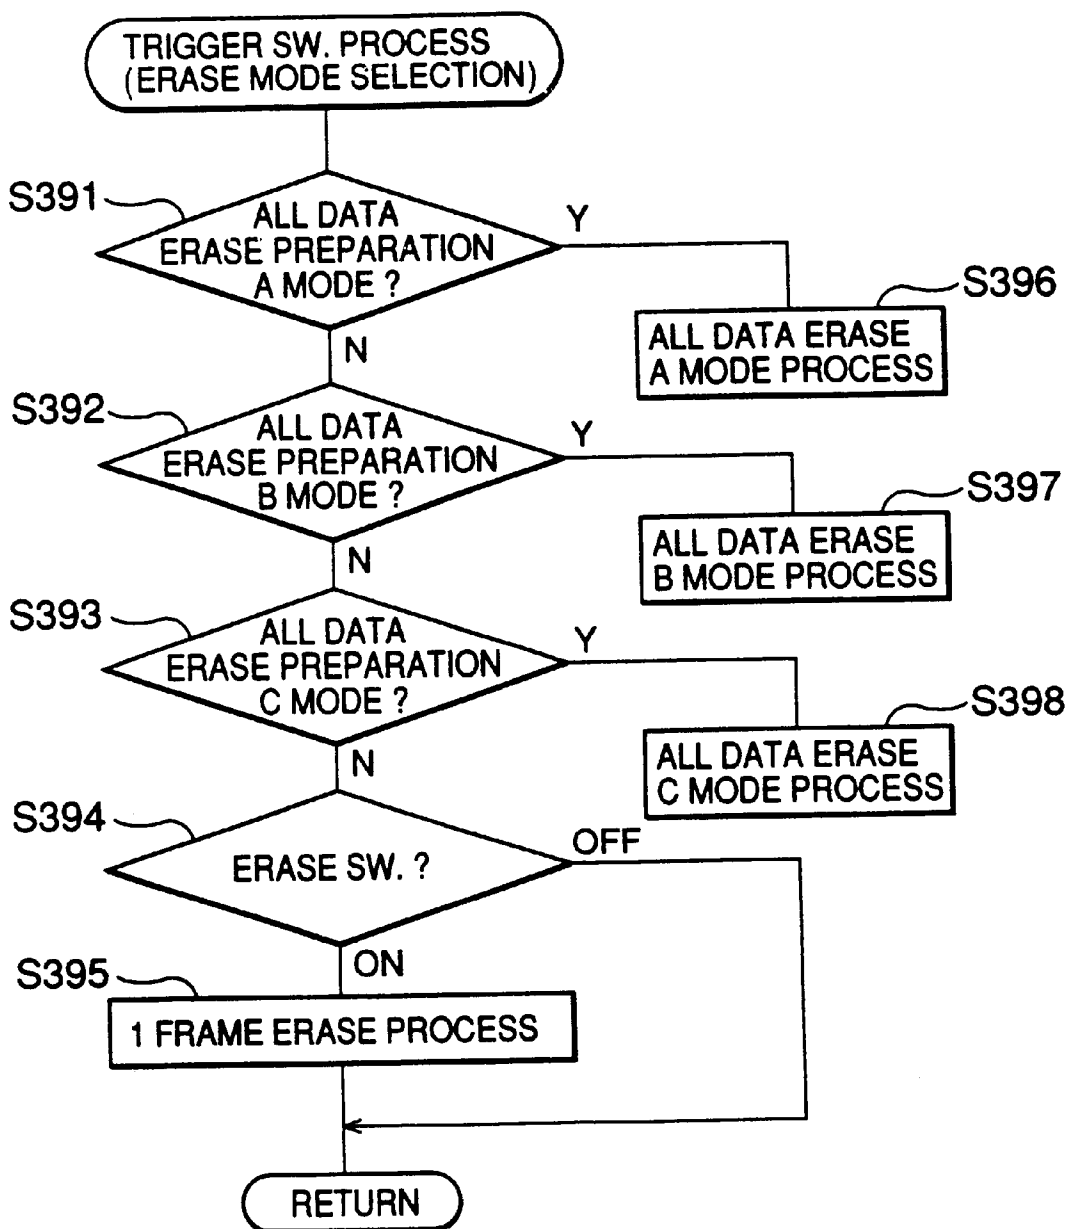 TRIGGER SW. PROCESS
(ERASE MODE SELECTION)
S391
ALL DATA
ERASE PREPARATION
A MODE ?
Y
S396
ALL DATA ERASE
A MODE PROCESS
N
S392
ALL DATA
ERASE PREPARATION
B MODE ?
Y
S397
ALL DATA ERASE
B MODE PROCESS
N
S393
ALL DATA
ERASE PREPARATION
C MODE ?
Y
S398
ALL DATA ERASE
C MODE PROCESS
N
S394
ERASE SW. ?
OFF
ON
S395
1 FRAME ERASE PROCESS
RETURN